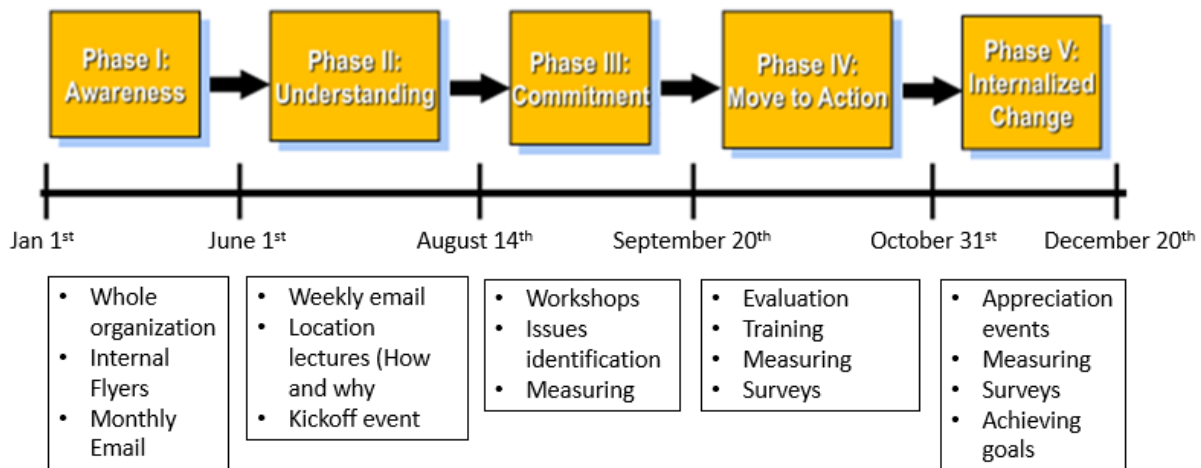 Phase I:
Awareness
Phase II:
Understanding
Phase III:
Commitment
Phase IV:
Move to Action
Phase V:
Internalized
Change
Jan 1st
June 1st
August 14th
September 20th
October 31st
December 20th
• Whole
organization
• Internal
Flyers
• Monthly
Email
• Weekly email
• Location
lectures (How
and why
• Kickoff event
• Workshops
• Issues
identification
• Measuring
• Evaluation
• Training
• Measuring
• Surveys
• Appreciation
events
• Measuring
• Surveys
• Achieving
goals